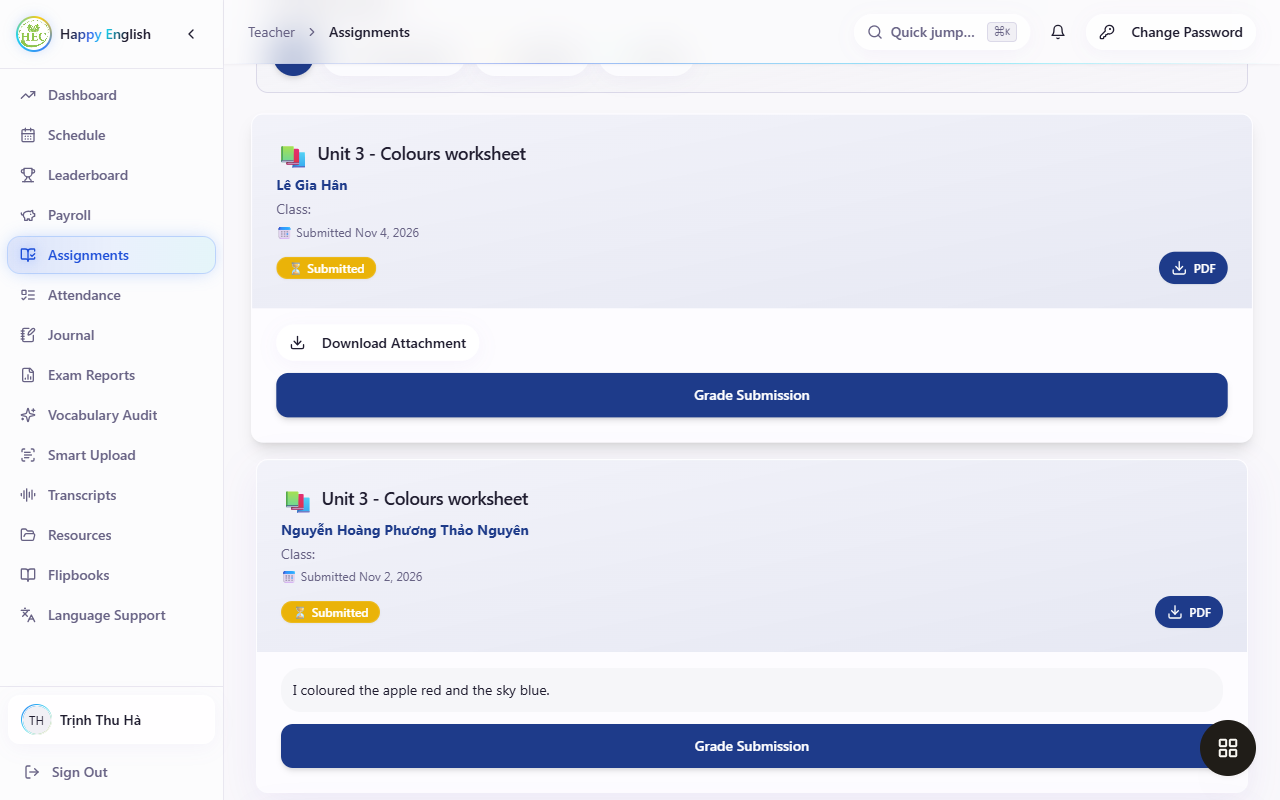 HEC
Happy English
Dashboard
Schedule
Leaderboard
Payroll
Assignments
Attendance
Journal
Exam Reports
Vocabulary Audit
Smart Upload
Transcripts
Resources
Flipbooks
Language Support
TH
Trịnh Thu Hà
Sign Out
Teacher
Assignments
Quick jump...
⌘K
Change Password
Unit 3 - Colours worksheet
Lê Gia Hân
Class:
Submitted Nov 4, 2026
Submitted
PDF
Download Attachment
Grade Submission
Unit 3 - Colours worksheet
Nguyễn Hoàng Phương Thảo Nguyên
Class:
Submitted Nov 2, 2026
Submitted
PDF
I coloured the apple red and the sky blue.
Grade Submission